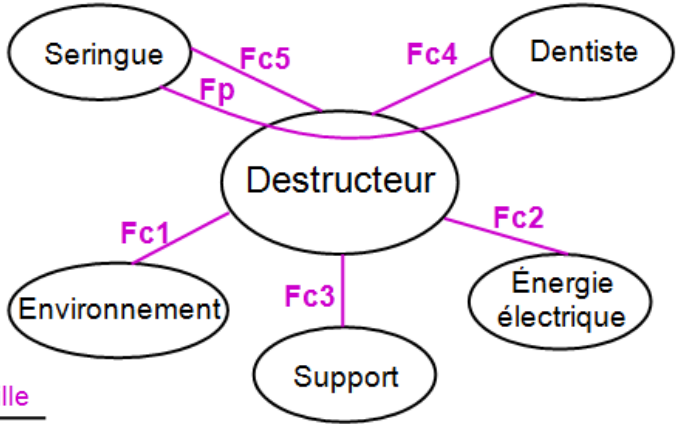 Seringue
Fc5
Fc4
Dentiste
Fp
Destructeur
Fc1
Fc2
Environnement
Fc3
Énergie
électrique
Support
lle